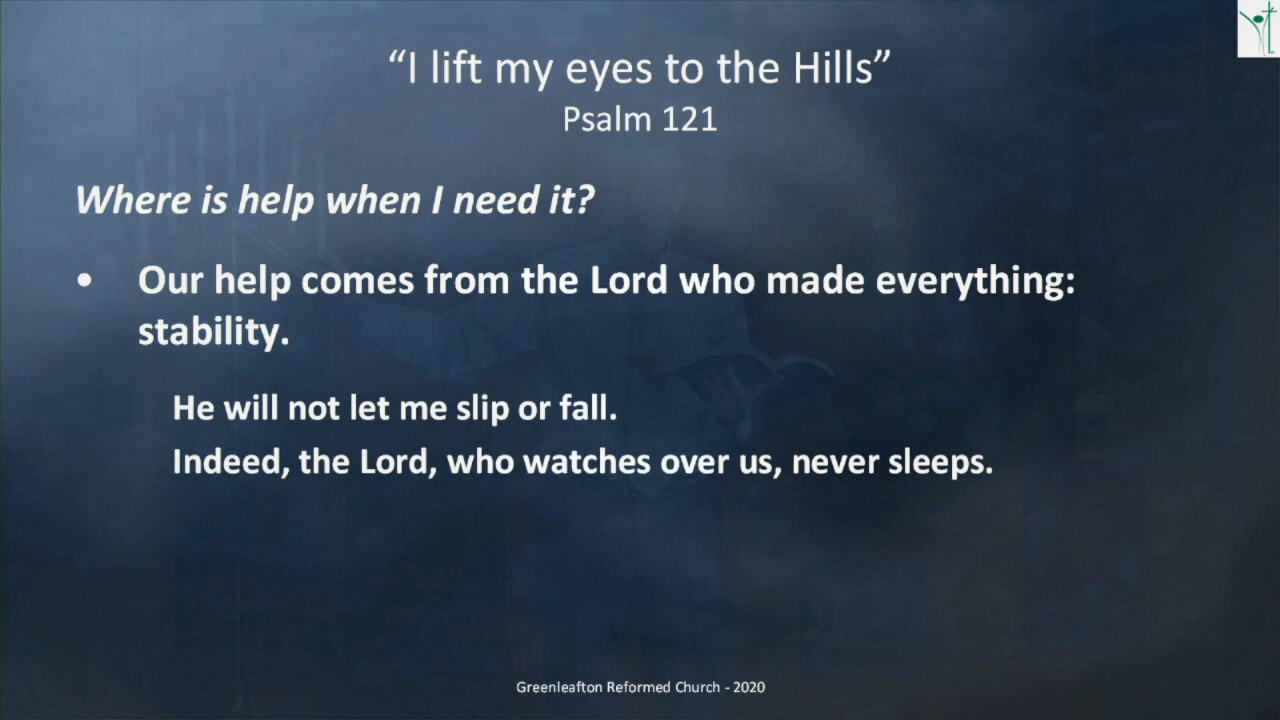 “I lift my eyes to the Hills”
Psalm 121
Where is help when I need it?
• Our help comes from the Lord who made everything:
stability.
He will not let me slip or fall.
Indeed, the Lord, who watches over us, never sleeps.
Greenleafton Reformed Church - 2020